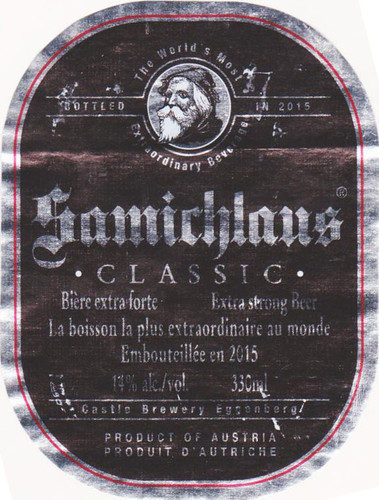 The World's Most
BOTTLED IN 2015
Extraordinary Beverage
Samichlaus®
· CLASSIC ·
Bière extra forte Extra strong Beer
La boisson la plus extraordinaire au monde
Embouteillée en 2015
14% alc./vol. 330ml
Castle Brewery Eggenberg
PRODUCT OF AUSTRIA
PRODUIT D'AUTRICHE